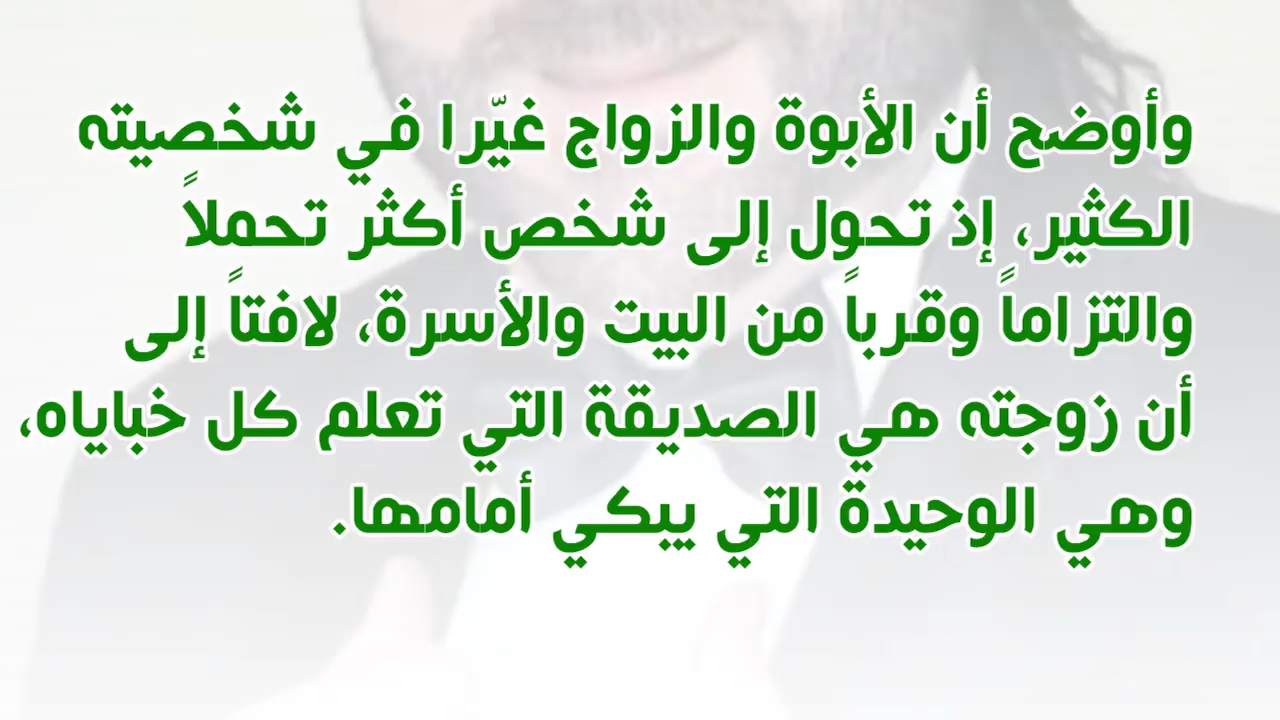 وأوضح أن الأبوة والزواج غيّرا في شخصيته
الكثير، إذ تحول إلى شخص أكثر تحملاً
والتزاماً وقرباً من البيت والأسرة، لافتاً إلى
أن زوجته هي الصديقة التي تعلم كل خباياه،
وهي الوحيدة التي يبكي أمامها.